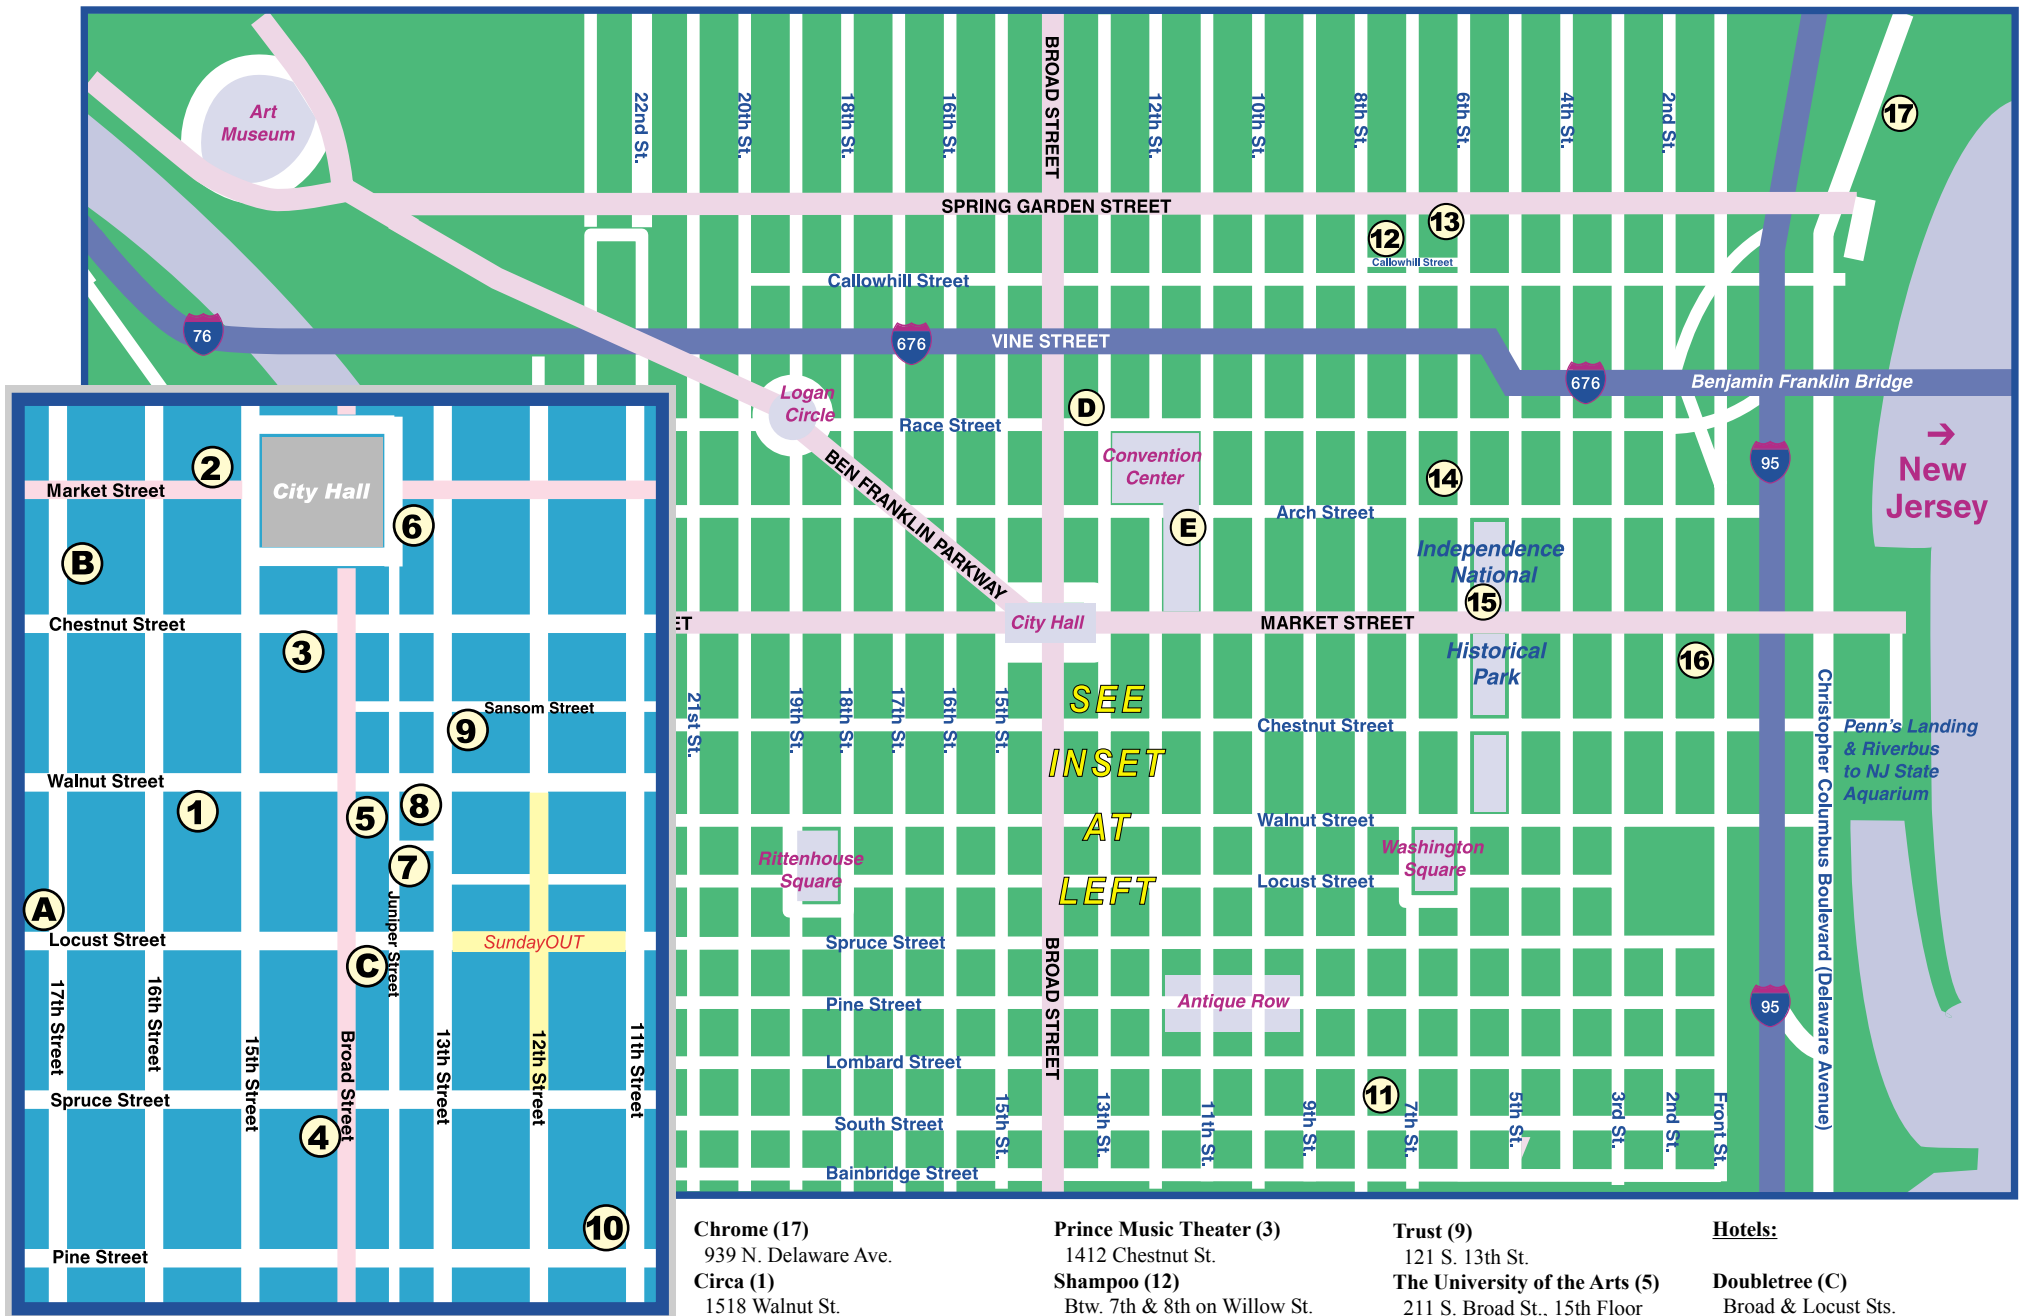 Art
Museum
22nd St.
20th St.
18th St.
16th St.
BROAD STREET
12th St.
10th St.
8th St.
6th St.
4th St.
2nd St.
17
SPRING GARDEN STREET
12
13
Callowhill Street
Callowhill Street
76
676
VINE STREET
676
Benjamin Franklin Bridge
Logan
Circle
D
Race Street
BEN FRANKLIN PARKWAY
Convention
Center
14
95
→
New
Jersey
Arch Street
E
Independence
National
15
ET
City Hall
MARKET STREET
Historical
Park
16
21st St.
19th St.
18th St.
17th St.
16th St.
15th St.
SEE
INSET
AT
LEFT
Chestnut Street
Penn's Landing
& Riverbus
to NJ State
Aquarium
Christopher Columbus Boulevard (Delaware Avenue)
Walnut Street
Rittenhouse
Square
Washington
Square
Locust Street
Spruce Street
BROAD STREET
Pine Street
Antique Row
95
Lombard Street
11
South Street
15th St.
13th St.
11th St.
9th St.
7th St.
5th St.
3rd St.
2nd St.
Front St.
Bainbridge Street
2
Market Street
City Hall
6
B
Chestnut Street
3
Sansom Street
9
Walnut Street
1
5
8
7
A
Juniper Street
Locust Street
SundayOUT
C
17th Street
16th Street
15th Street
Broad Street
13th Street
12th Street
11th Street
Spruce Street
4
10
Pine Street
Chrome (17)
939 N. Delaware Ave.
Circa (1)
1518 Walnut St.
Prince Music Theater (3)
1412 Chestnut St.
Shampoo (12)
Btw. 7th & 8th on Willow St.
Trust (9)
121 S. 13th St.
The University of the Arts (5)
211 S. Broad St., 15th Floor
Hotels:
Doubletree (C)
Broad & Locust Sts.